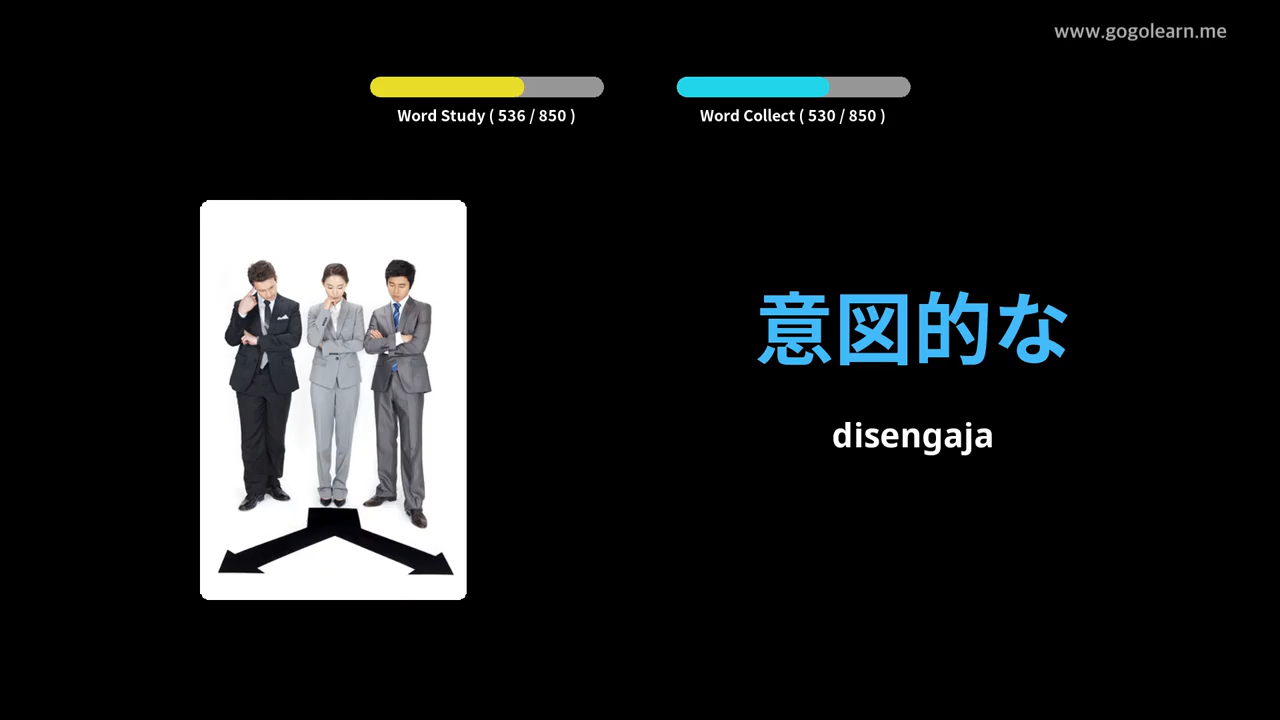 www.gogolearn.me
Word Study ( 536 / 850 )
Word Collect ( 530 / 850 )
意図的な
disengaja